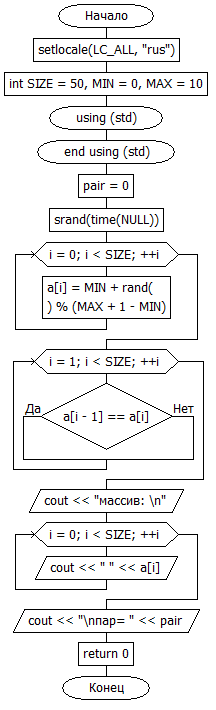 Начало
setlocale(LC_ALL, "rus")
int SIZE = 50, MIN = 0, MAX = 10
using (std)
end using (std)
pair = 0
srand(time(NULL))
i = 0; i < SIZE; ++i
a[i] = MIN + rand(
) % (MAX + 1 - MIN)
i = 1; i < SIZE; ++i
Да
Нет
a[i - 1] == a[i]
cout << "массив: \n"
i = 0; i < SIZE; ++i
cout << " " << a[i]
cout << "\nпар= " << pair
return 0
Конец